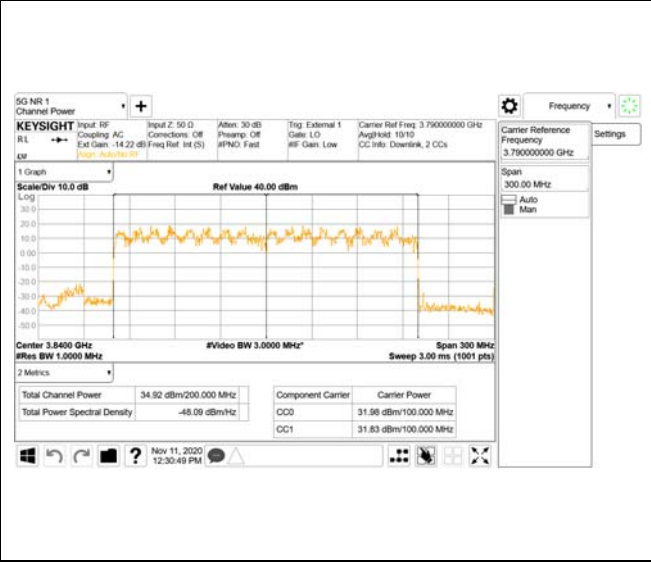 5G NR 1
Channel Power
Frequency
KEYSIGHT
RL
Input: RF
Coupling: AC
Ext Gain: -14.22 dB
Align: Auto/No RF
Input Z: 50 Ω
Corrections: Off
Freq Ref: Int (S)
Atten: 30 dB
Preamp: Off
#PNO: Fast
Trig: External 1
Gate: LO
#IF Gain: Low
Carrier Ref Freq: 3.790000000 GHz
Avg|Hold: 10/10
CC Info: Downlink, 2 CCs
Carrier Reference
Frequency
3.790000000 GHz
Settings
Span
300.00 MHz
Auto
Man
1 Graph
Scale/Div 10.0 dB
Ref Value 40.00 dBm
Log
30.0
20.0
10.0
0.00
-10.0
-20.0
-30.0
-40.0
-50.0
Center 3.8400 GHz
#Video BW 3.0000 MHz*
Span 300 MHz
#Res BW 1.0000 MHz
Sweep 3.00 ms (1001 pts)
2 Metrics
Total Channel Power 34.92 dBm/200.000 MHz
Total Power Spectral Density -48.09 dBm/Hz
Component Carrier Carrier Power
CC0 31.98 dBm/100.000 MHz
CC1 31.83 dBm/100.000 MHz
?
Nov 11, 2020
12:30:49 PM